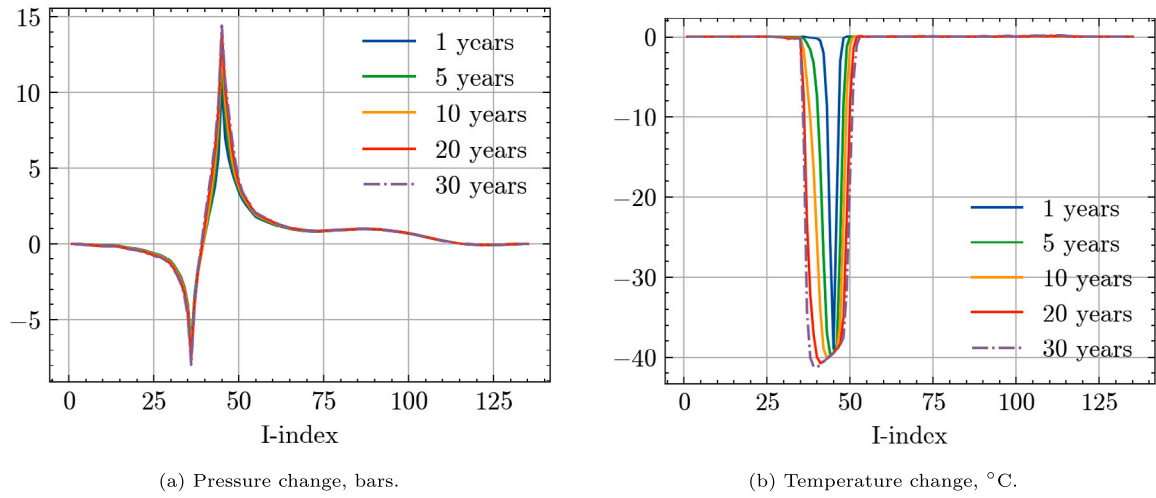 15
10
5
0
−5
1 years
5 years
10 years
20 years
30 years
0
25
50
75
100
125
I-index
(a) Pressure change, bars.
0
−10
−20
−30
−40
1 years
5 years
10 years
20 years
30 years
0
25
50
75
100
125
I-index
(b) Temperature change, °C.